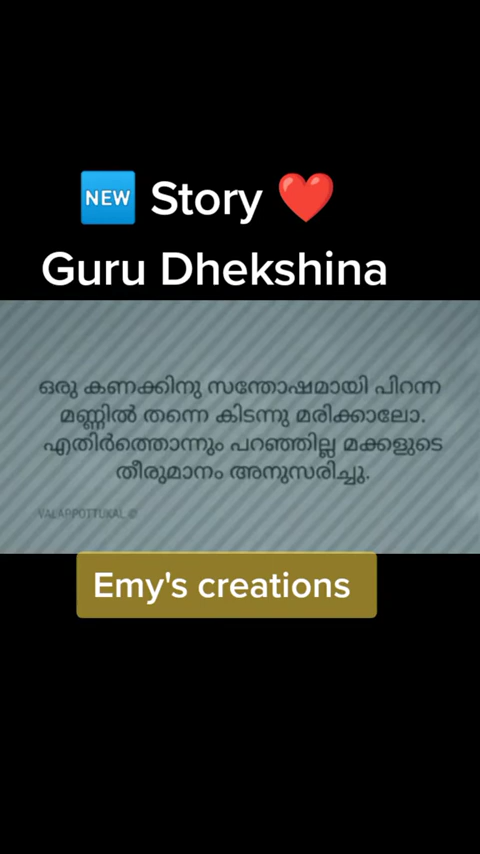 🆕 Story ❤️
Guru Dhekshina
ഒരു കണക്കിനു സന്തോഷമായി പിറന്ന
മണ്ണിൽ തന്നെ കിടന്നു മരിക്കാലോ.
എതിർത്തൊന്നും പറഞ്ഞില്ല മക്കളുടെ
തീരുമാനം അനുസരിച്ചു.
VALAPPOTTUKAL ©
Emy's creations